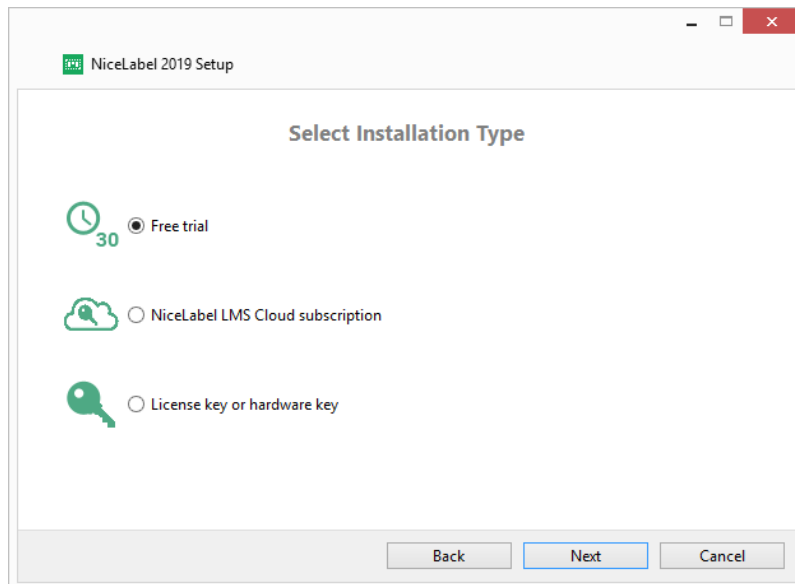 NiceLabel 2019 Setup
Select Installation Type
30
Free trial
NiceLabel LMS Cloud subscription
License key or hardware key
Back
Next
Cancel